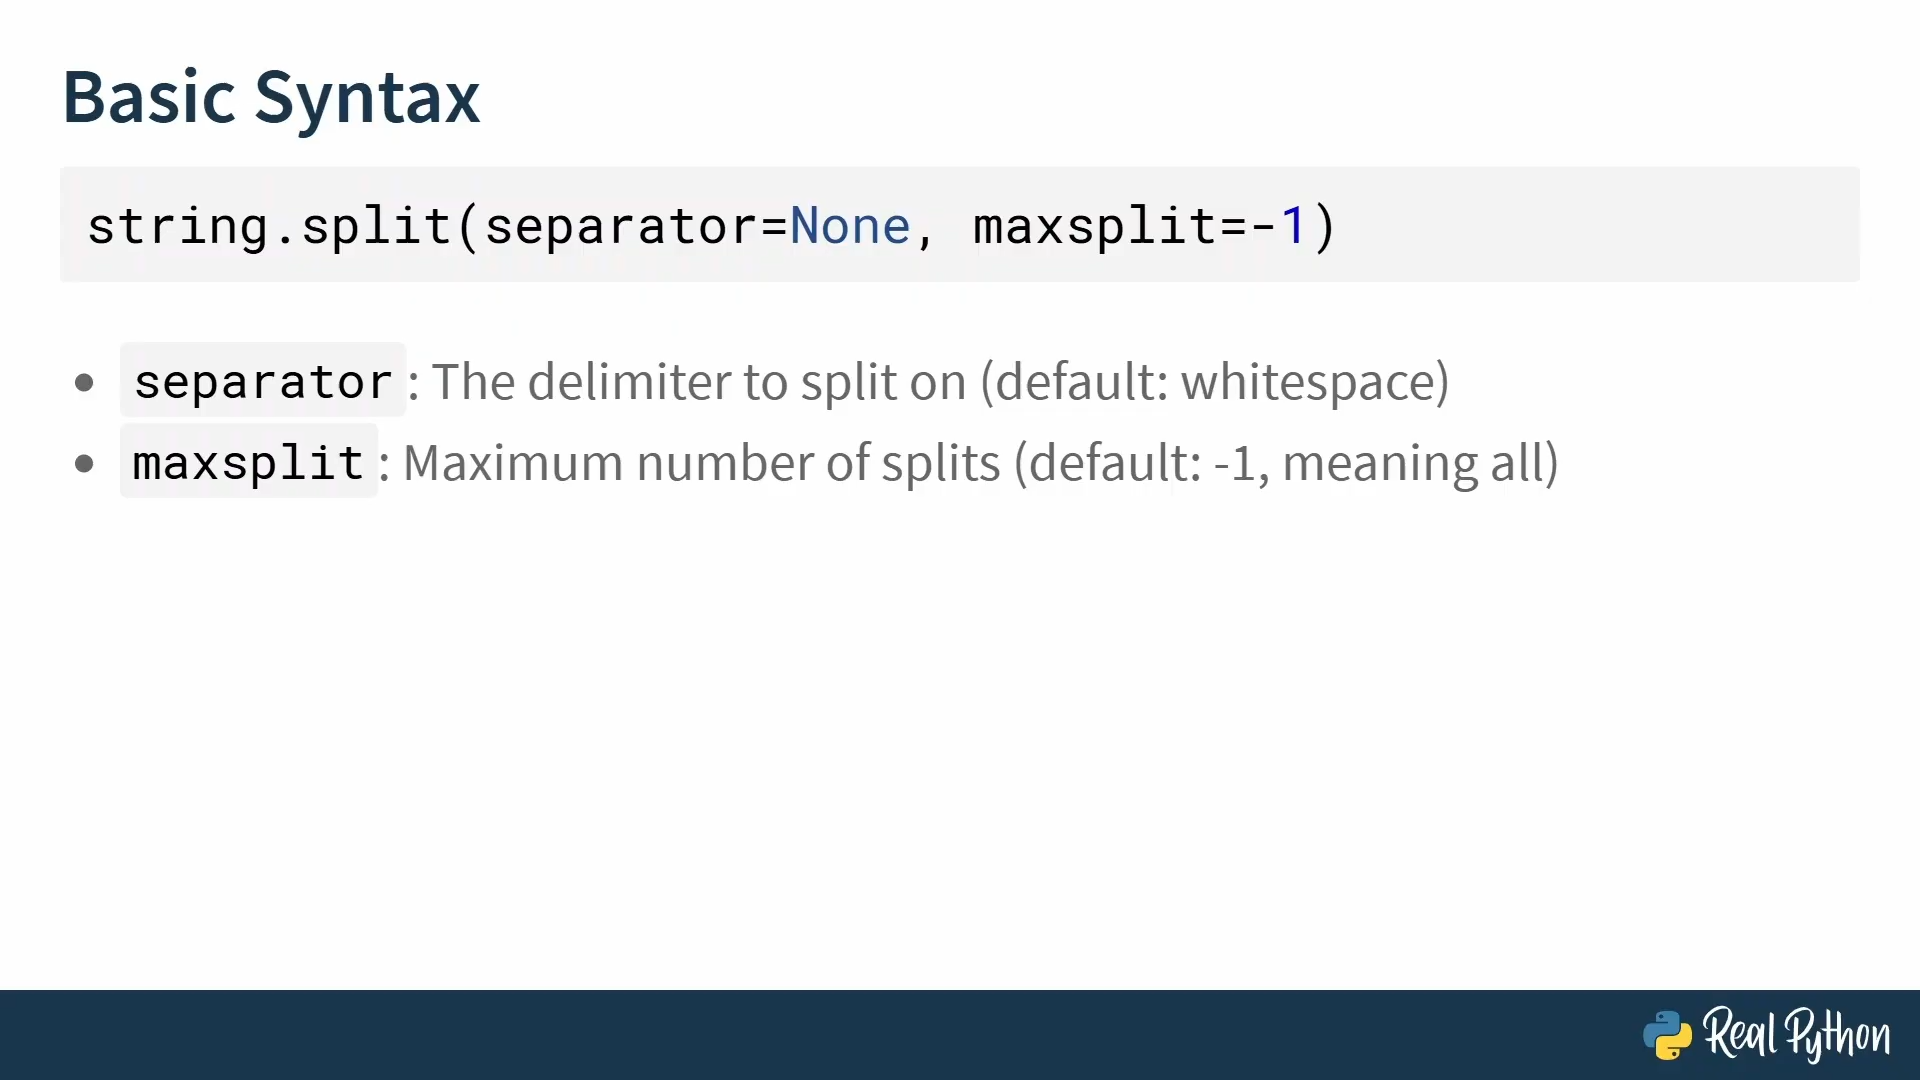 Basic Syntax
string.split(separator=None, maxsplit=-1)
• separator: The delimiter to split on (default: whitespace)
• maxsplit: Maximum number of splits (default: -1, meaning all)
Real Python